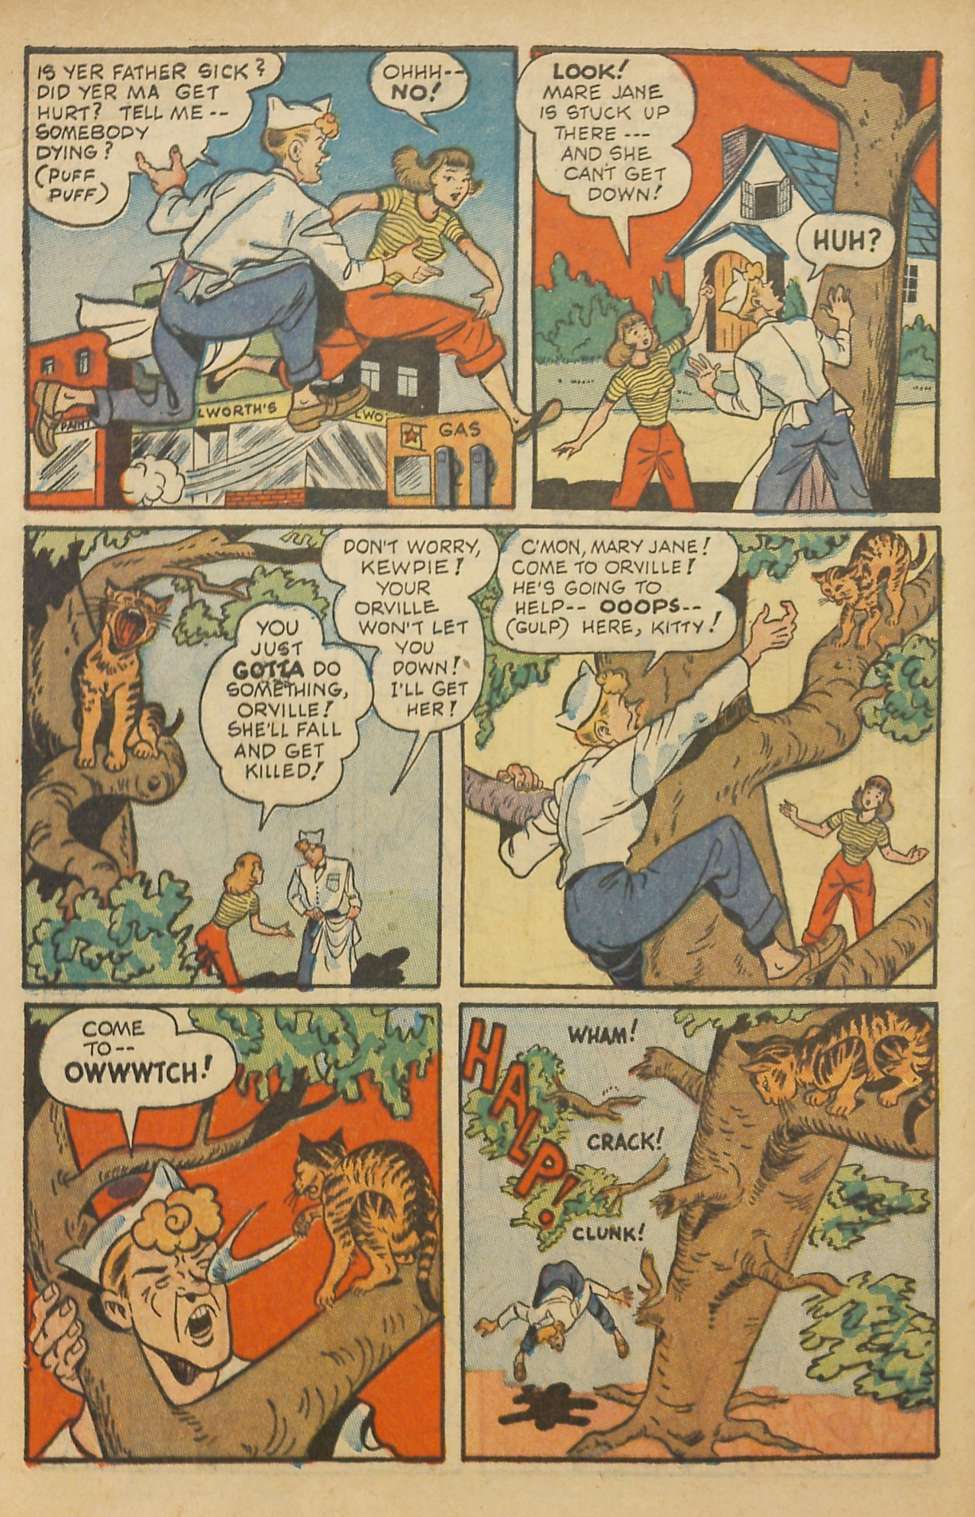 IS YER FATHER SICK?
DID YER MA GET
HURT? TELL ME --
SOMEBODY
DYING?
(PUFF
PUFF)
OHHH--
NO!
PAINT
LWORTH'S
LWO
GAS
LOOK!
MARE JANE
IS STUCK UP
THERE ---
AND SHE
CAN'T GET
DOWN!
HUH?
YOU
JUST
GOTTA DO
SOMETHING,
ORVILLE!
SHE'LL FALL
AND GET
KILLED!
DON'T WORRY,
KEWPIE!
YOUR
ORVILLE
WON'T LET
YOU
DOWN!
I'LL GET
HER!
C'MON, MARY JANE!
COME TO ORVILLE!
HE'S GOING TO
HELP-- OOOPS--
(GULP) HERE, KITTY!
COME
TO--
OWWWTCH!
HALP!
WHAM!
CRACK!
CLUNK!